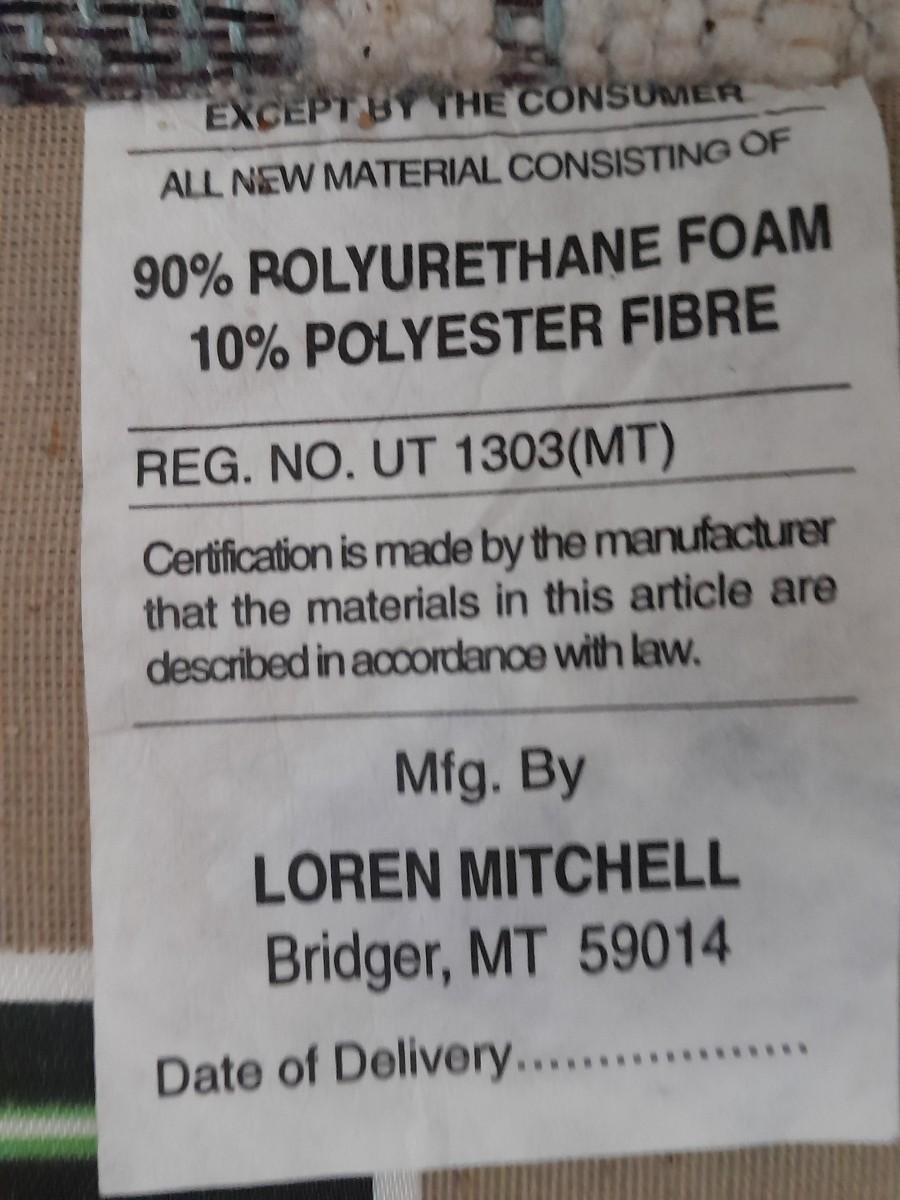 EXCEPT BY THE CONSUMER
ALL NEW MATERIAL CONSISTING OF
90% POLYURETHANE FOAM
10% POLYESTER FIBRE
REG. NO. UT 1303(MT)
Certification is made by the manufacturer
that the materials in this article are
described in accordance with law.
Mfg. By
LOREN MITCHELL
Bridger, MT 59014
Date of Delivery...................